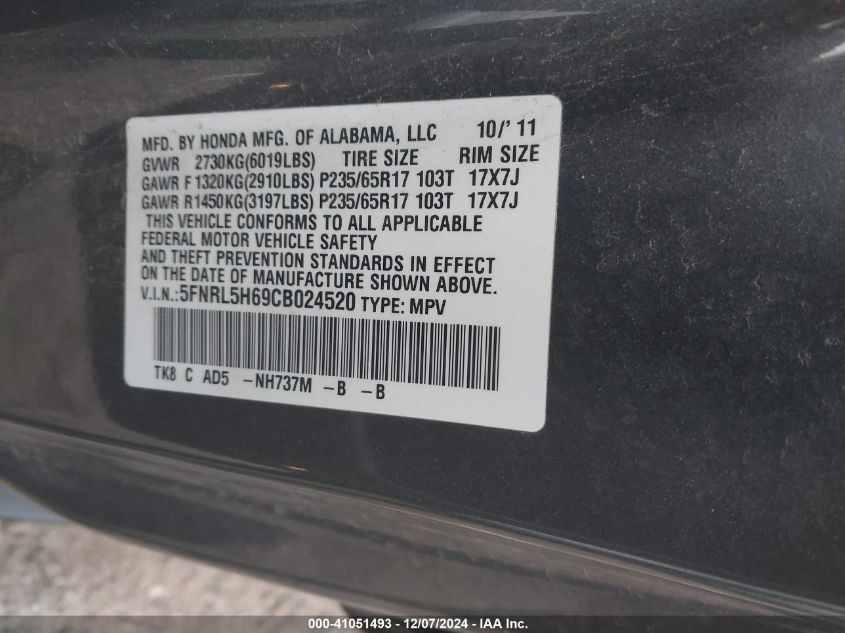 MFD. BY HONDA MFG. OF ALABAMA, LLC 10/' 11
GVWR 2730KG(6019LBS) TIRE SIZE RIM SIZE
GAWR F 1320KG(2910LBS) P235/65R17 103T 17X7J
GAWR R1450KG(3197LBS) P235/65R17 103T 17X7J
THIS VEHICLE CONFORMS TO ALL APPLICABLE
FEDERAL MOTOR VEHICLE SAFETY
AND THEFT PREVENTION STANDARDS IN EFFECT
ON THE DATE OF MANUFACTURE SHOWN ABOVE.
V.I.N.:5FNRL5H69CB024520 TYPE: MPV
TK8 C AD5 -NH737M -B -B
000-41051493 - 12/07/2024 - IAA Inc.